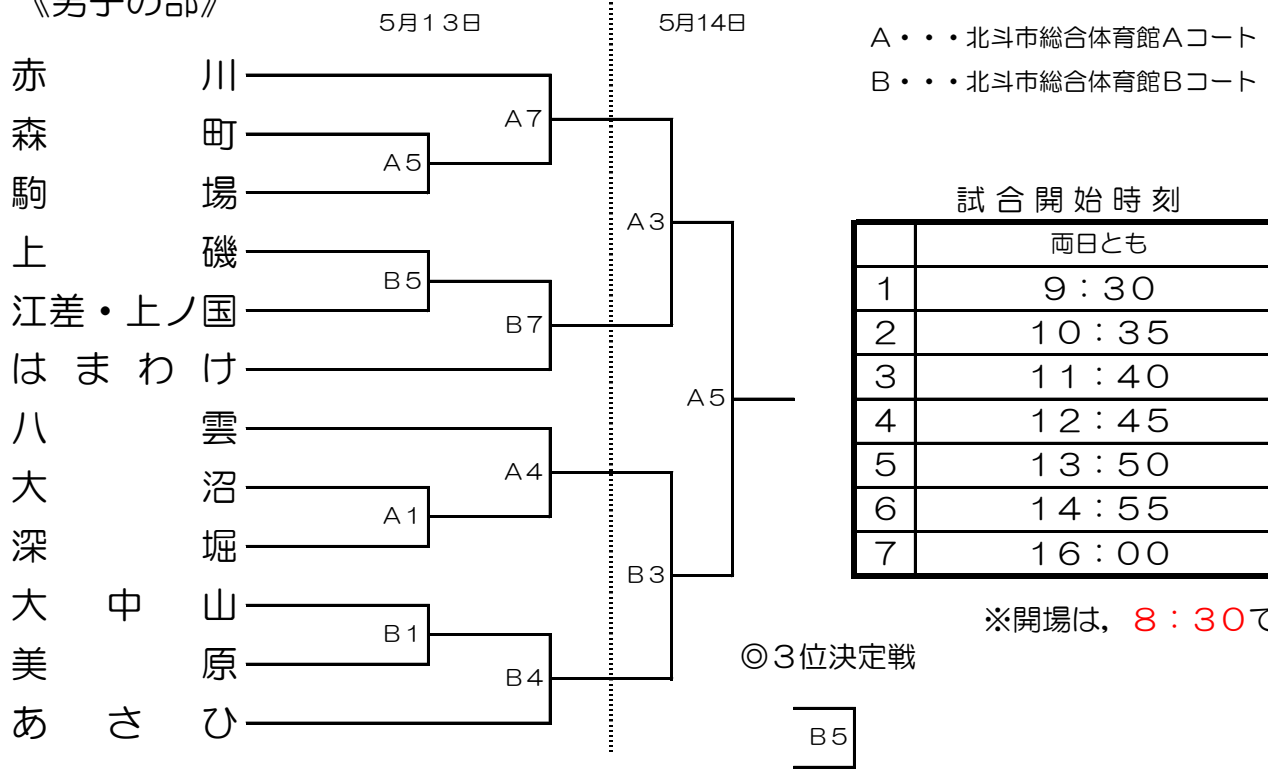 《男子の部》
5月13日
5月14日
A・・・北斗市総合体育館Aコート
B・・・北斗市総合体育館Bコート
赤川
森町
駒場
上磯
江差・上ノ国
はまわけ
八雲
大沼
深堀
大中山
美原
あさひ
A7
A5
A3
B5
B7
A5
A4
A1
B3
B1
B4
試合開始時刻
両日とも
1 9：30
2 10：35
3 11：40
4 12：45
5 13：50
6 14：55
7 16：00
※開場は，8：30で
◎3位決定戦
B5